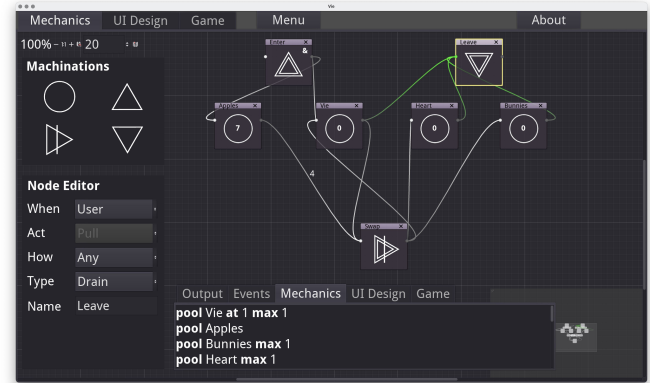 Vie
Mechanics UI Design Game Menu About
100% - + 20
Machinations
Node Editor
When User
Act Pull
How Any
Type Drain
Name Leave
Enter X
&
Leave X
Apples X
7
Vie X
0
Heart X
0
Bunnies X
0
4
Swap X
Output Events Mechanics UI Design Game
pool Vie at 1 max 1
pool Apples
pool Bunnies max 1
pool Heart max 1